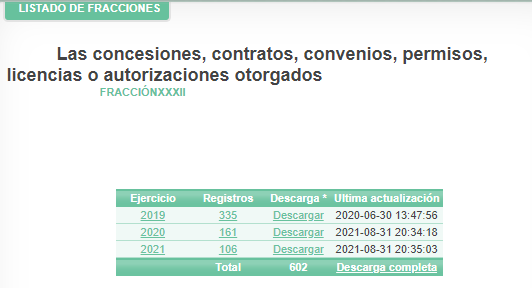 LISTADO DE FRACCIONES
Las concesiones, contratos, convenios, permisos,
licencias o autorizaciones otorgados
FRACCIÓNXXXII
Ejercicio Registros Descarga * Ultima actualización
2019 335 Descargar 2020-06-30 13:47:56
2020 161 Descargar 2021-08-31 20:34:18
2021 106 Descargar 2021-08-31 20:35:03
Total 602 Descarga completa